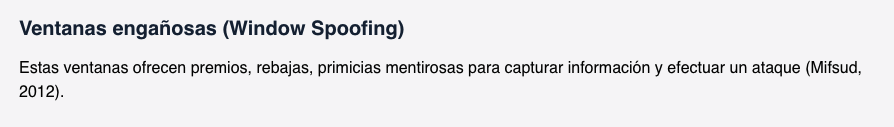 Ventanas engañosas (Window Spoofing)
Estas ventanas ofrecen premios, rebajas, primicias mentirosas para capturar información y efectuar un ataque (Mifsud,
2012).